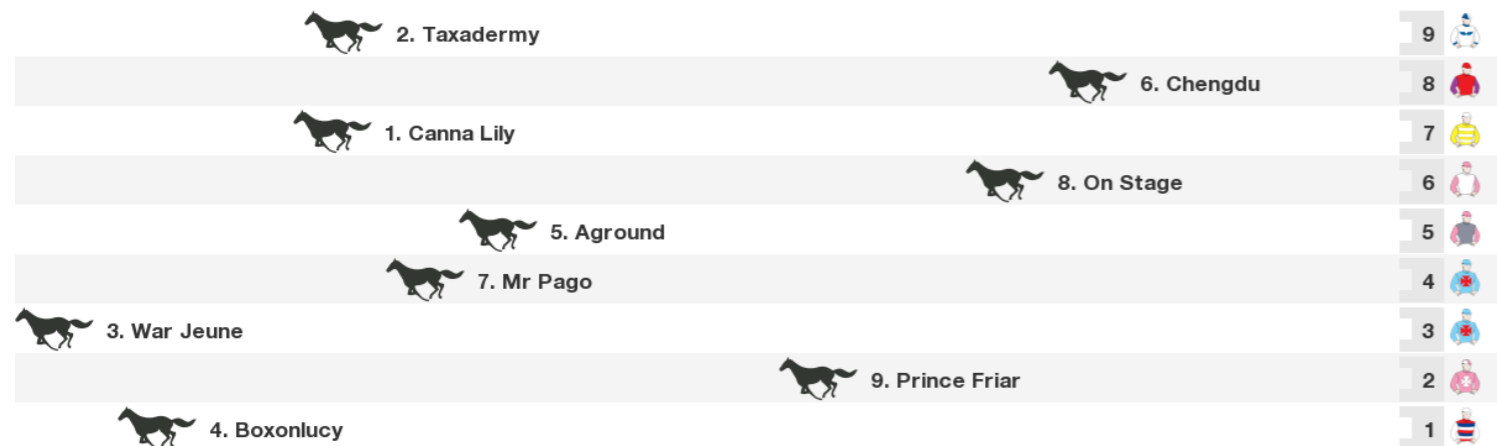 2. Taxadermy 9
6. Chengdu 8
1. Canna Lily 7
8. On Stage 6
5. Aground 5
7. Mr Pago 4
3. War Jeune 3
9. Prince Friar 2
4. Boxonlucy 1